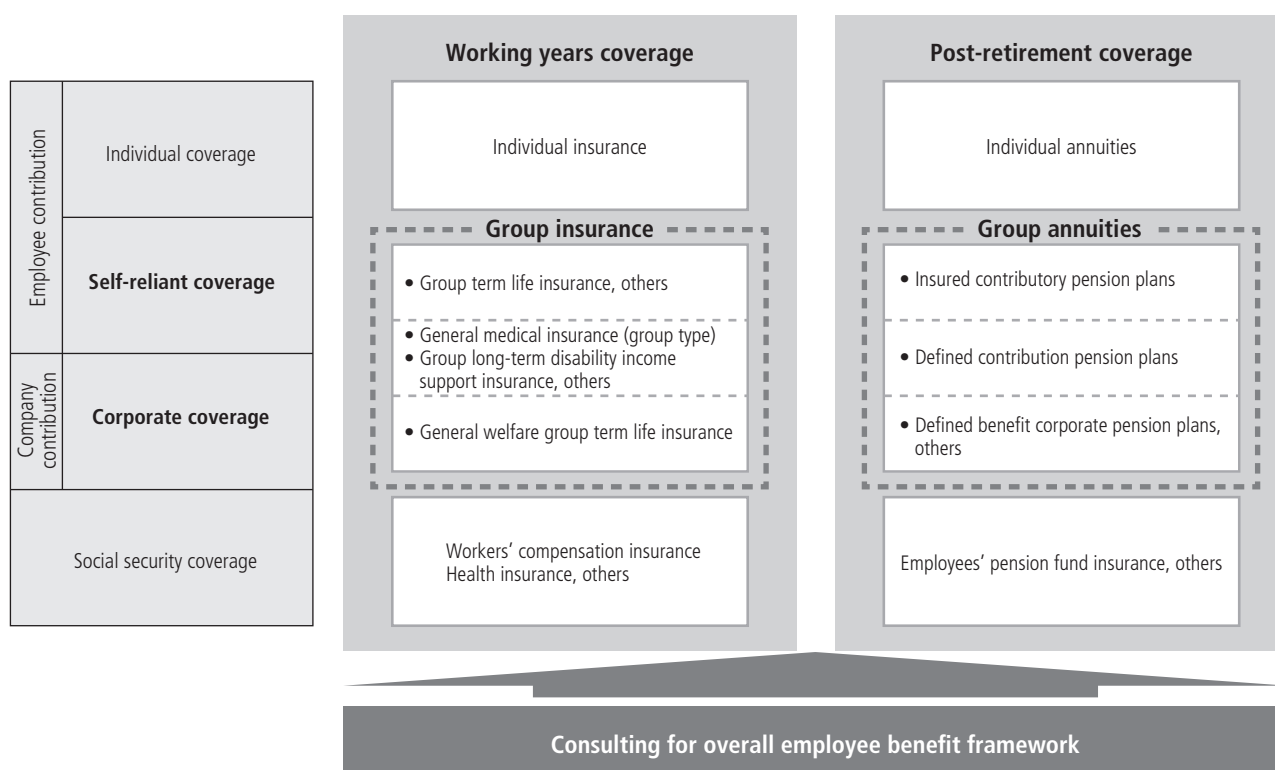 Working years coverage
Post-retirement coverage
Employee contribution
Individual coverage
Individual insurance
Individual annuities
Self-reliant coverage
Group insurance
• Group term life insurance, others
• General medical insurance (group type)
• Group long-term disability income
support insurance, others
• General welfare group term life insurance
Group annuities
• Insured contributory pension plans
• Defined contribution pension plans
• Defined benefit corporate pension plans,
others
Company
contribution
Corporate coverage
Social security coverage
Workers’ compensation insurance
Health insurance, others
Employees’ pension fund insurance, others
Consulting for overall employee benefit framework